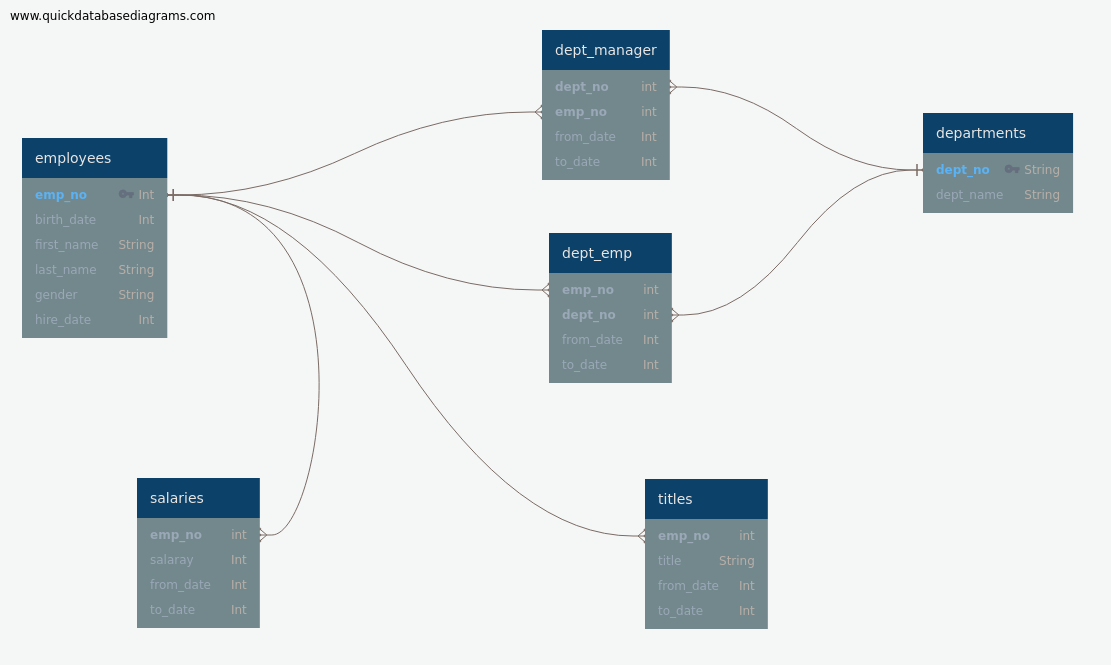 www.quickdatabasediagrams.com
dept_manager
dept_no int
emp_no int
from_date Int
to_date Int
departments
dept_no String
dept_name String
employees
emp_no Int
birth_date Int
first_name String
last_name String
gender String
hire_date Int
dept_emp
emp_no int
dept_no int
from_date Int
to_date Int
salaries
emp_no int
salaray Int
from_date Int
to_date Int
titles
emp_no int
title String
from_date Int
to_date Int